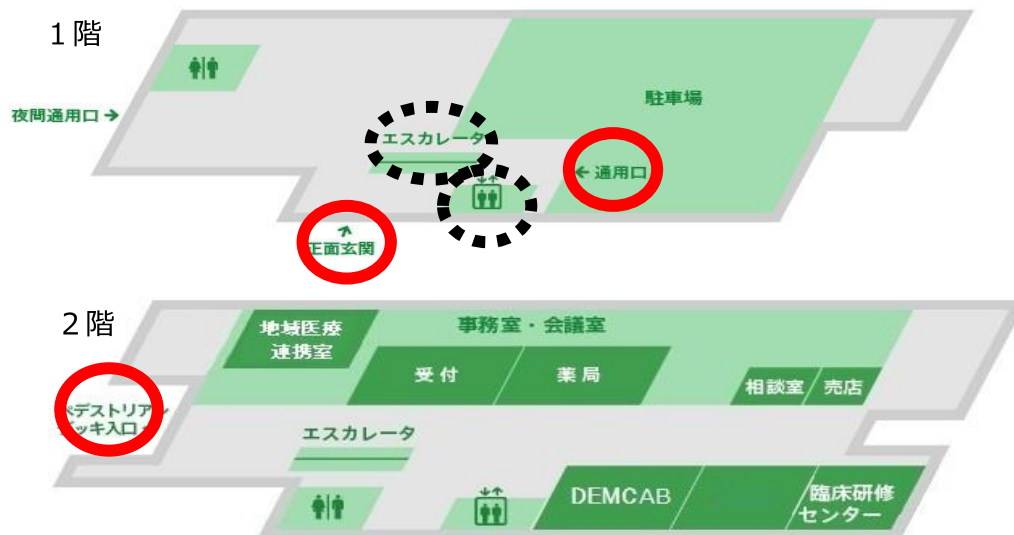 1階
夜間通用口→
エスカレータ
駐車場
←通用口
正面玄関
2階
地域医療
連携室
事務室・会議室
受付
薬局
相談室
売店
デストリア
ッキ入口
エスカレータ
DEMCAB
臨床研修
センター